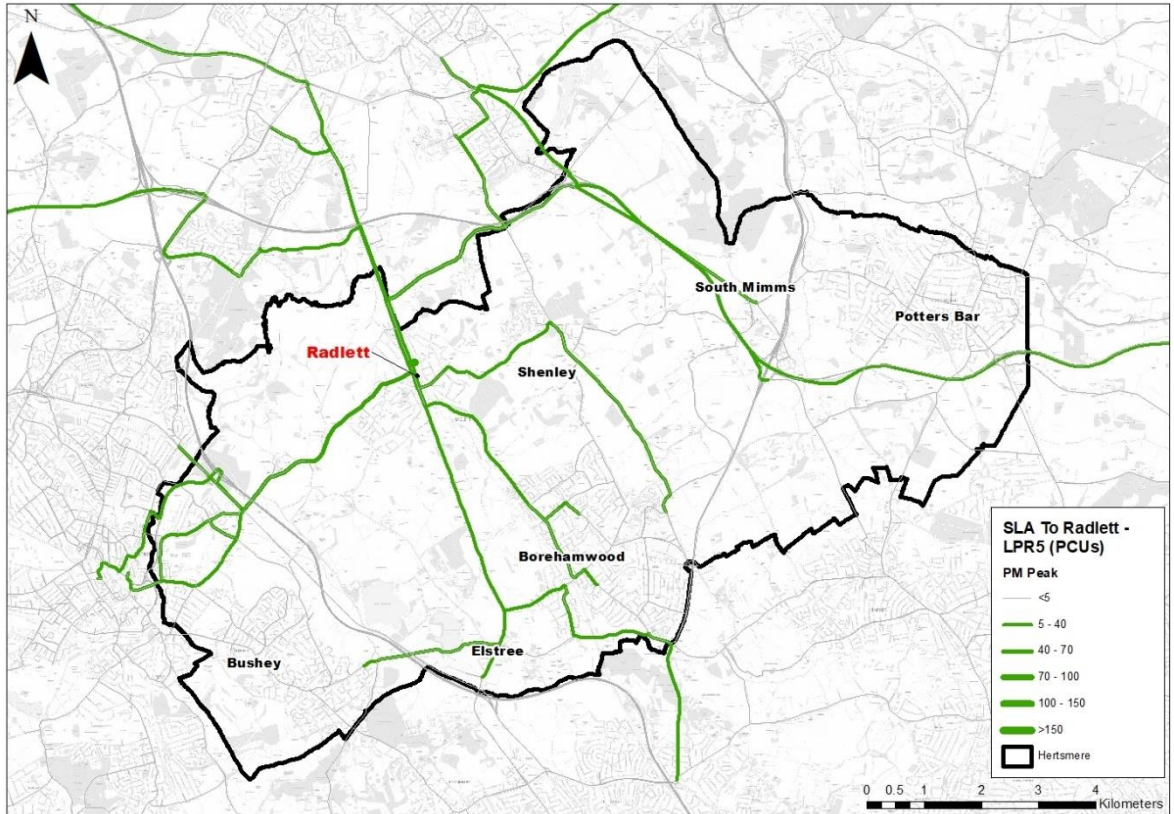 N
South Mimms
Potters Bar
Radlett
Shenley
Borehamwood
Elstree
Bushey
SLA To Radlett -
LPR5 (PCUs)
PM Peak
<5
5 - 40
40 - 70
70 - 100
100 - 150
>150
Hertsmere
0 0.5 1 2 3 4
Kilometers